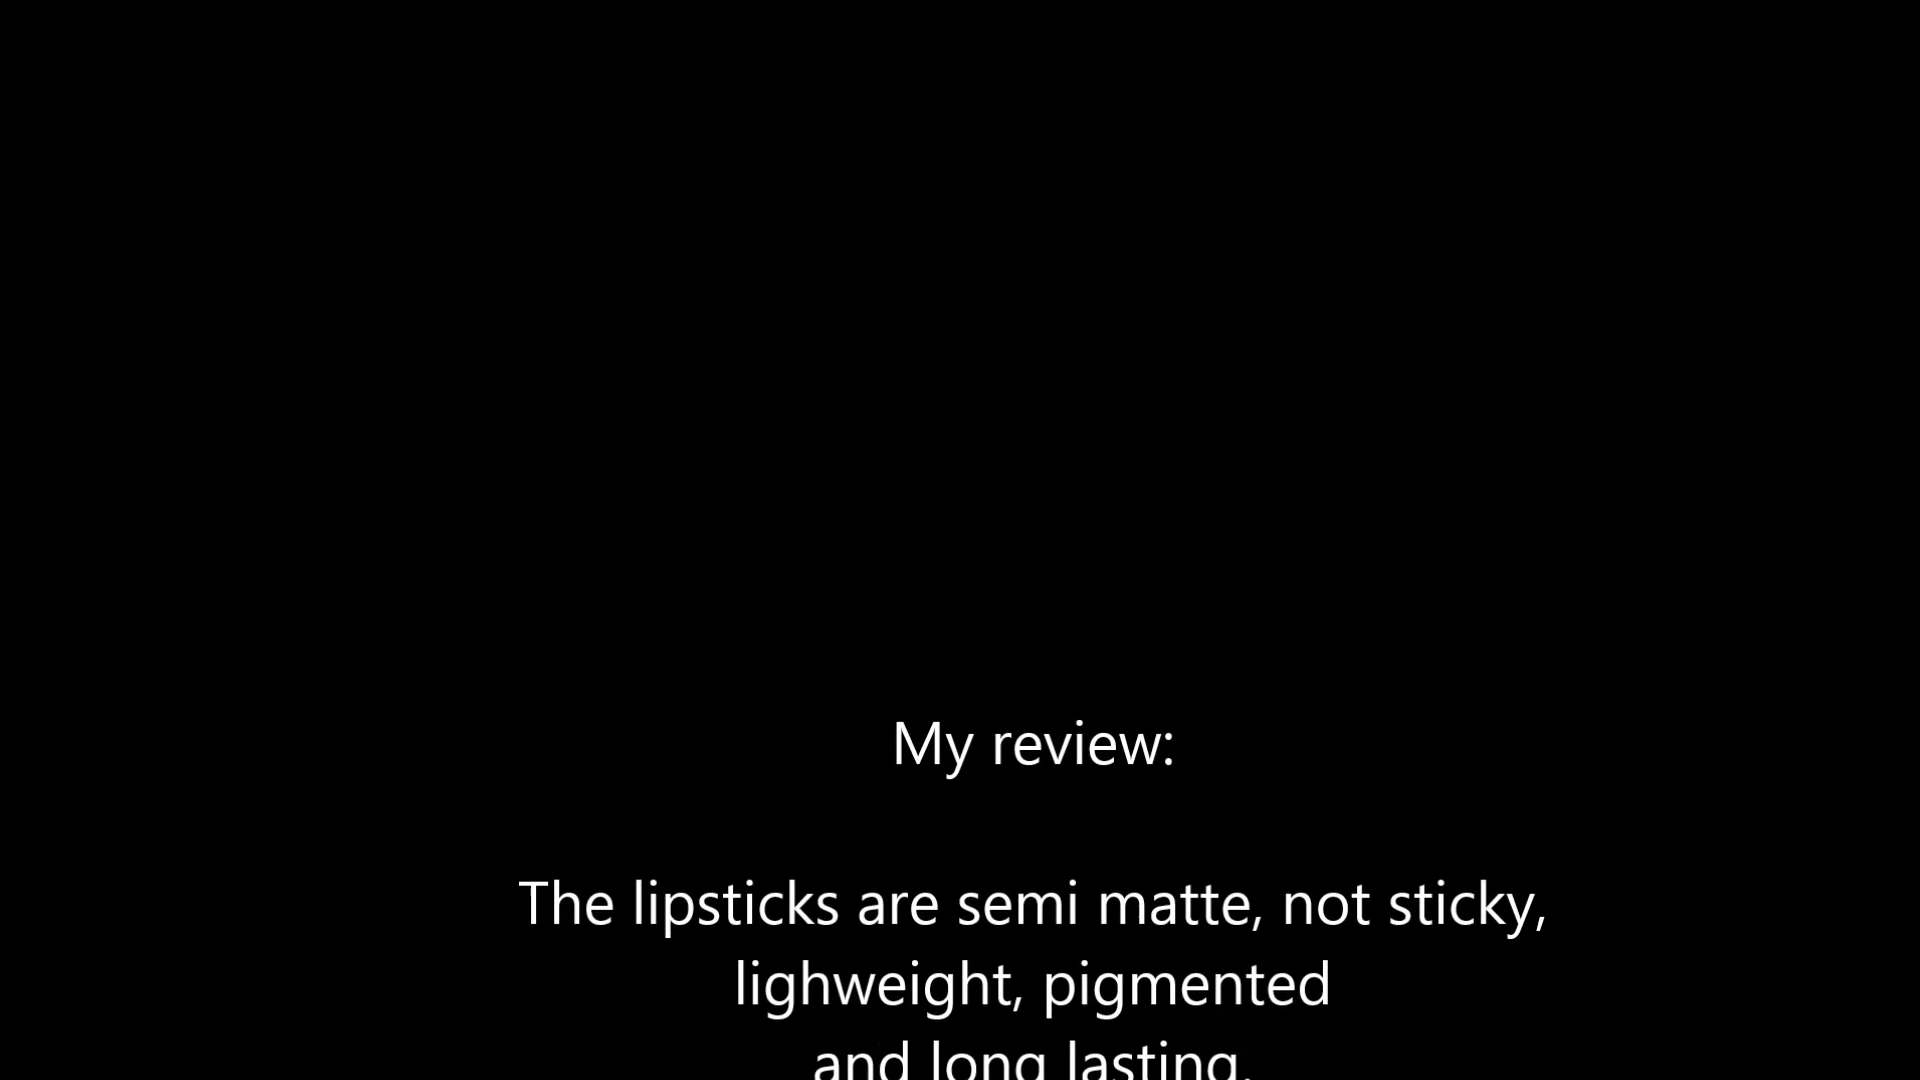 My review:
The lipsticks are semi matte, not sticky,
lighweight, pigmented
and long lasting.